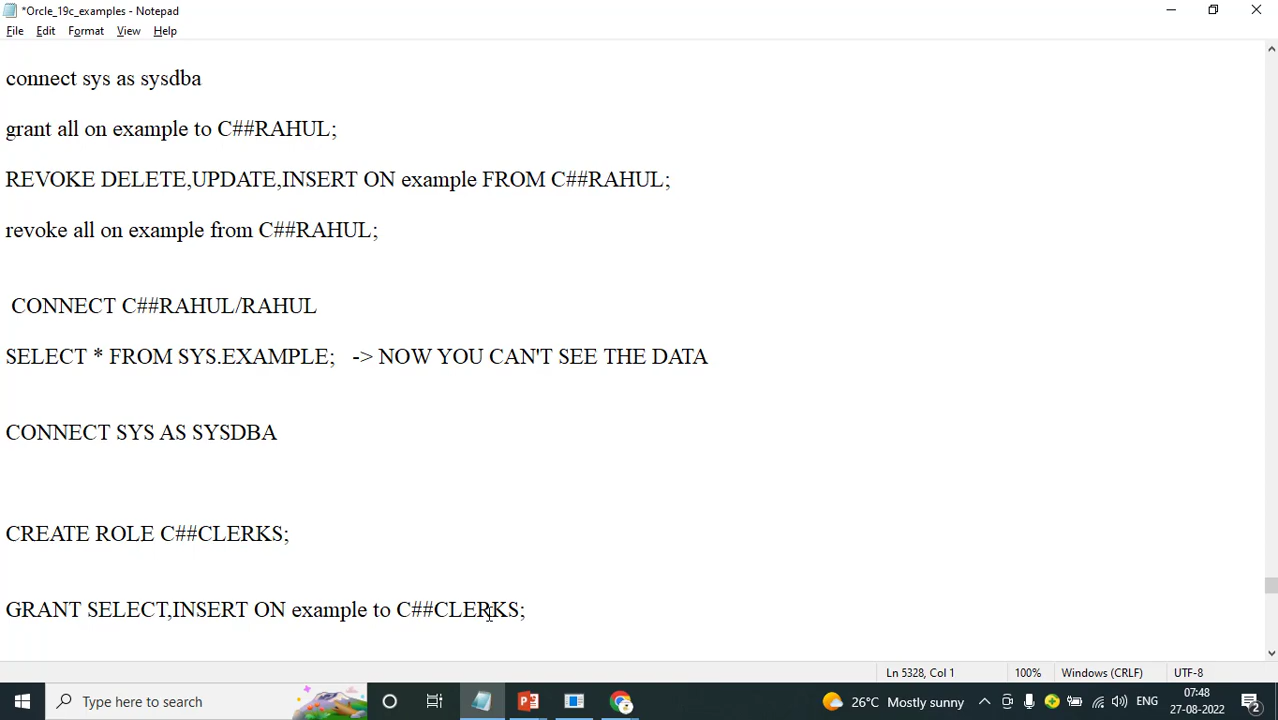 *Orcle_19c_examples - Notepad
File Edit Format View Help
connect sys as sysdba
grant all on example to C##RAHUL;
REVOKE DELETE,UPDATE,INSERT ON example FROM C##RAHUL;
revoke all on example from C##RAHUL;
CONNECT C##RAHUL/RAHUL
SELECT * FROM SYS.EXAMPLE; -> NOW YOU CAN'T SEE THE DATA
CONNECT SYS AS SYSDBA
CREATE ROLE C##CLERKS;
GRANT SELECT,INSERT ON example to C##CLERKS;
Ln 5328, Col 1 100% Windows (CRLF) UTF-8
Type here to search 26°C Mostly sunny ENG 07:48
27-08-2022 2